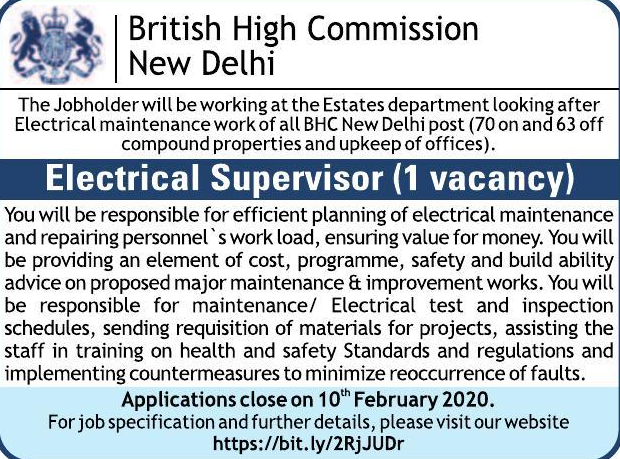 British High Commission
New Delhi
The Jobholder will be working at the Estates department looking after
Electrical maintenance work of all BHC New Delhi post (70 on and 63 off
compound properties and upkeep of offices).
Electrical Supervisor (1 vacancy)
You will be responsible for efficient planning of electrical maintenance
and repairing personnel`s work load, ensuring value for money. You will
be providing an element of cost, programme, safety and build ability
advice on proposed major maintenance & improvement works. You will
be responsible for maintenance/ Electrical test and inspection
schedules, sending requisition of materials for projects, assisting the
staff in training on health and safety Standards and regulations and
implementing countermeasures to minimize reoccurrence of faults.
Applications close on 10th February 2020.
For job specification and further details, please visit our website
https://bit.ly/2RjJUDr